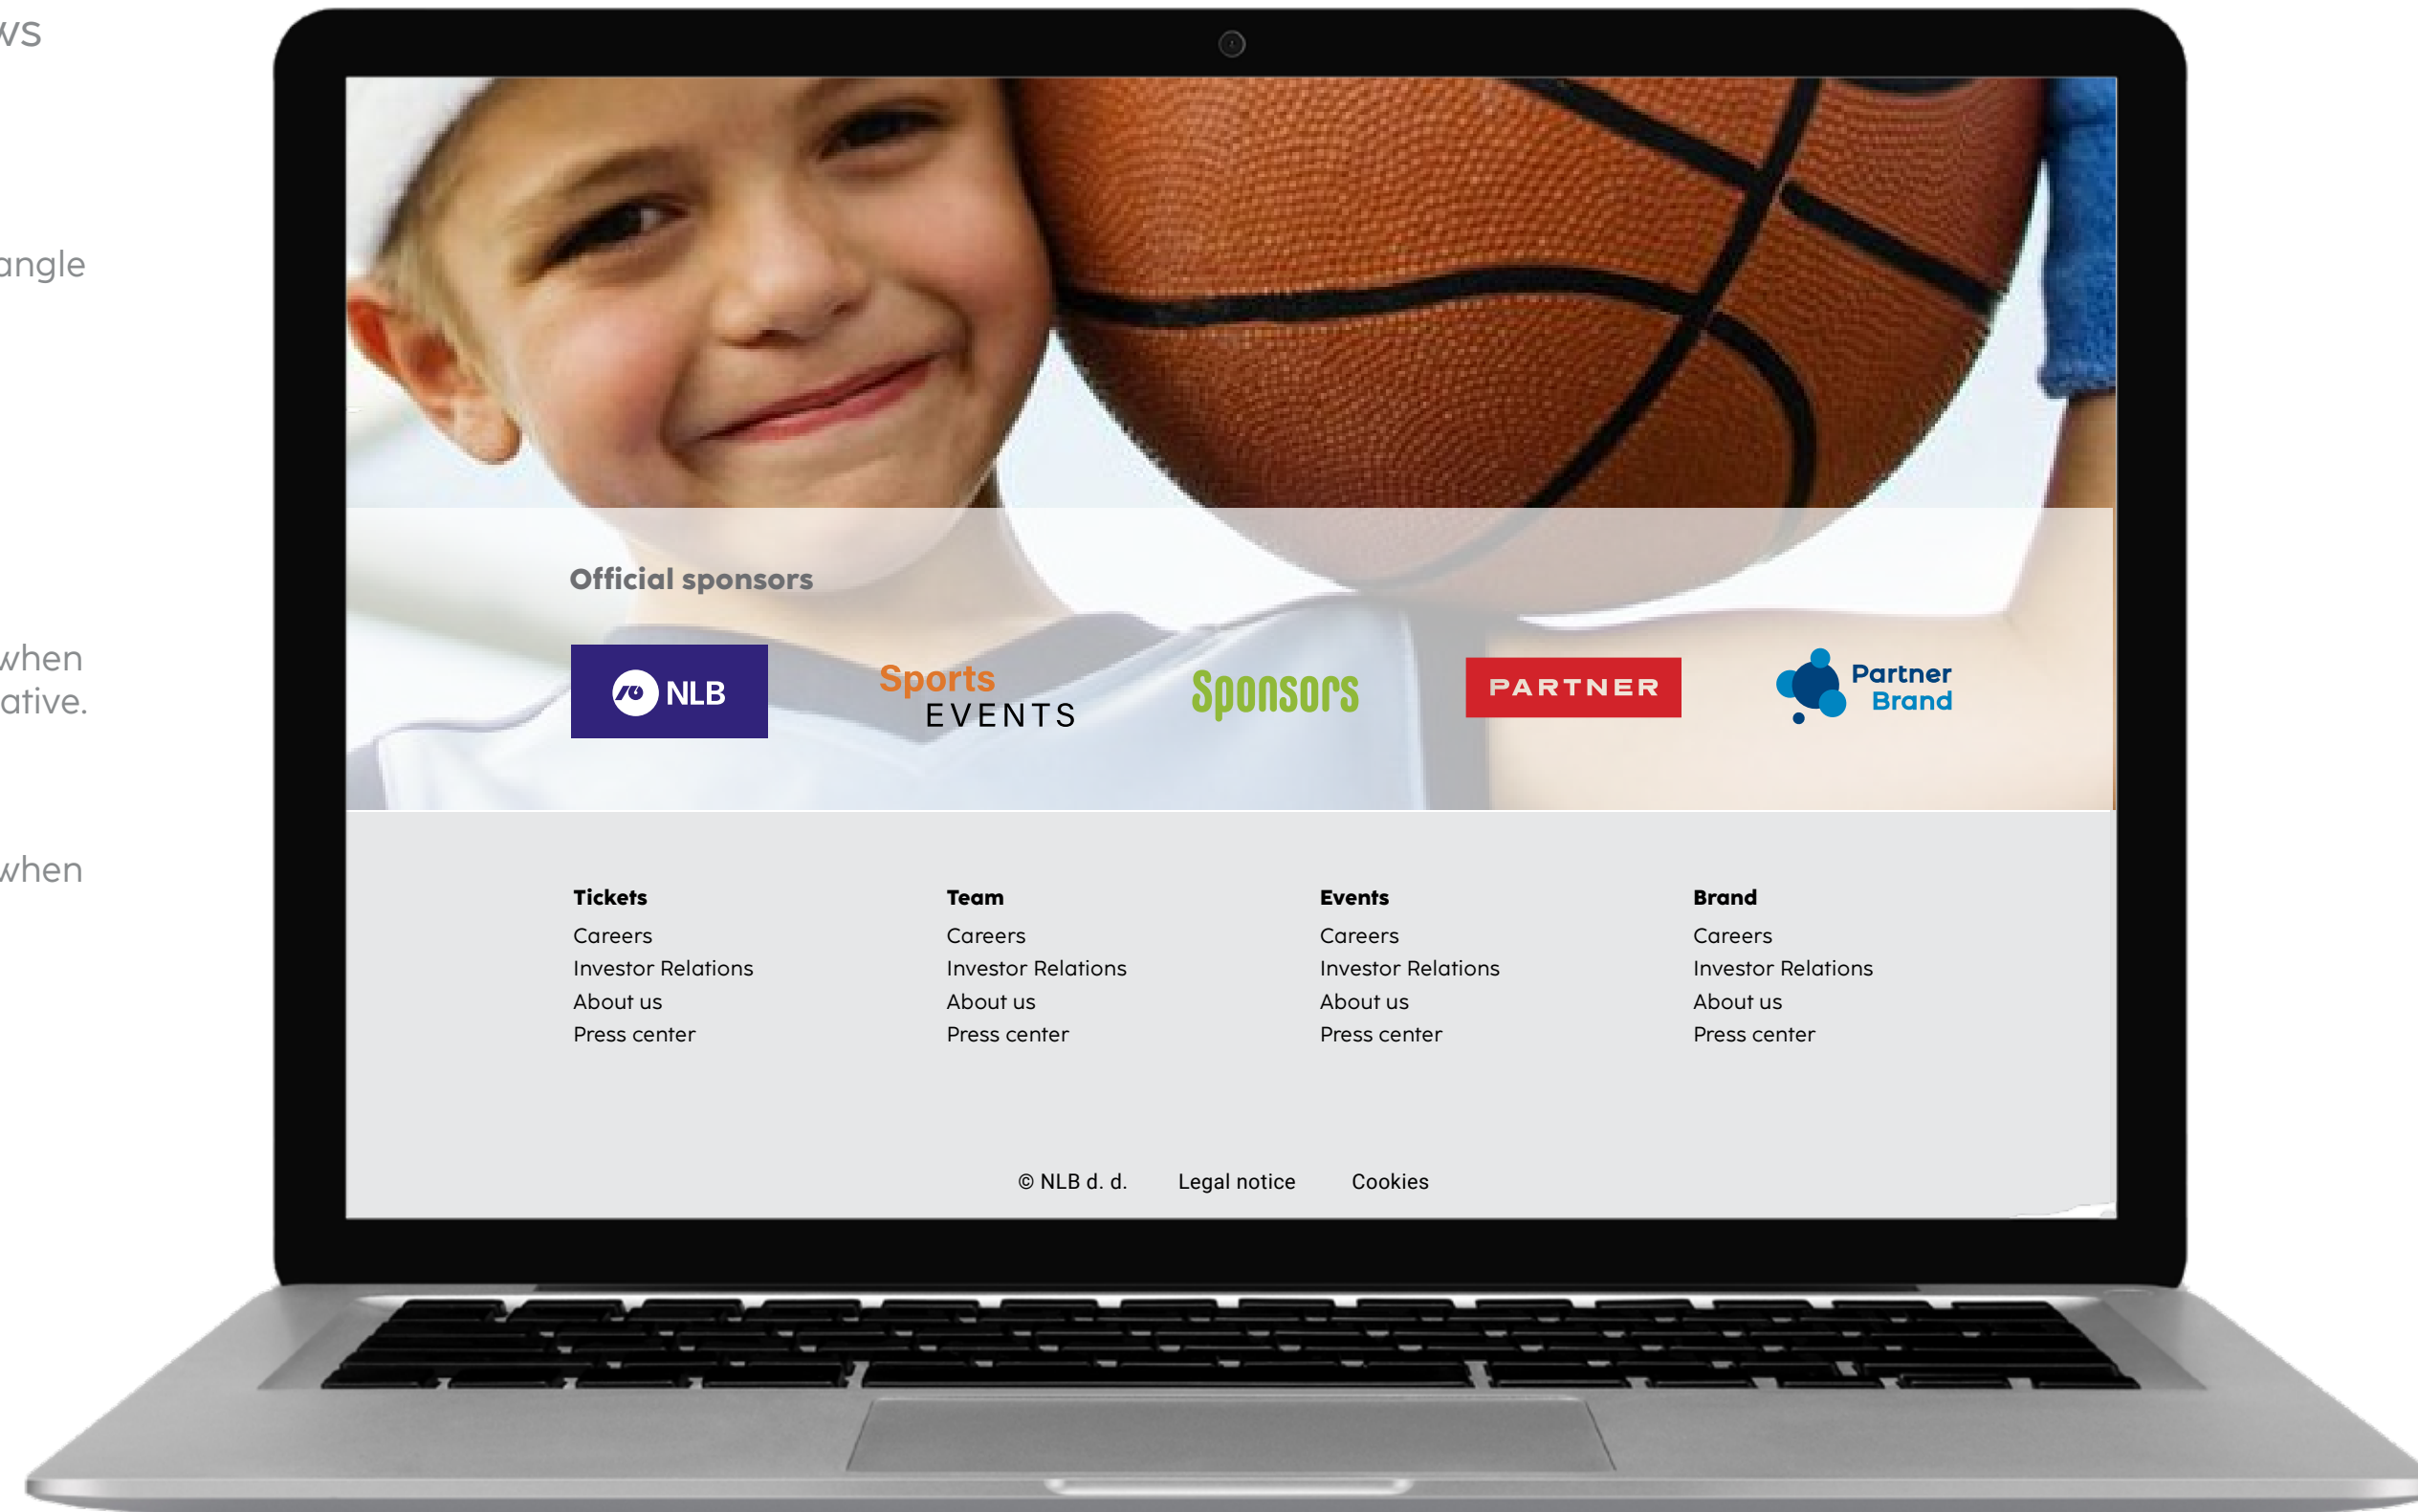 angle
when
ative.
when
Official sponsors
NLB
Sports
EVENTS
Sponsors
PARTNER
Partner
Brand
Tickets
Careers
Investor Relations
About us
Press center
Team
Careers
Investor Relations
About us
Press center
Events
Careers
Investor Relations
About us
Press center
Brand
Careers
Investor Relations
About us
Press center
© NLB d. d. Legal notice Cookies